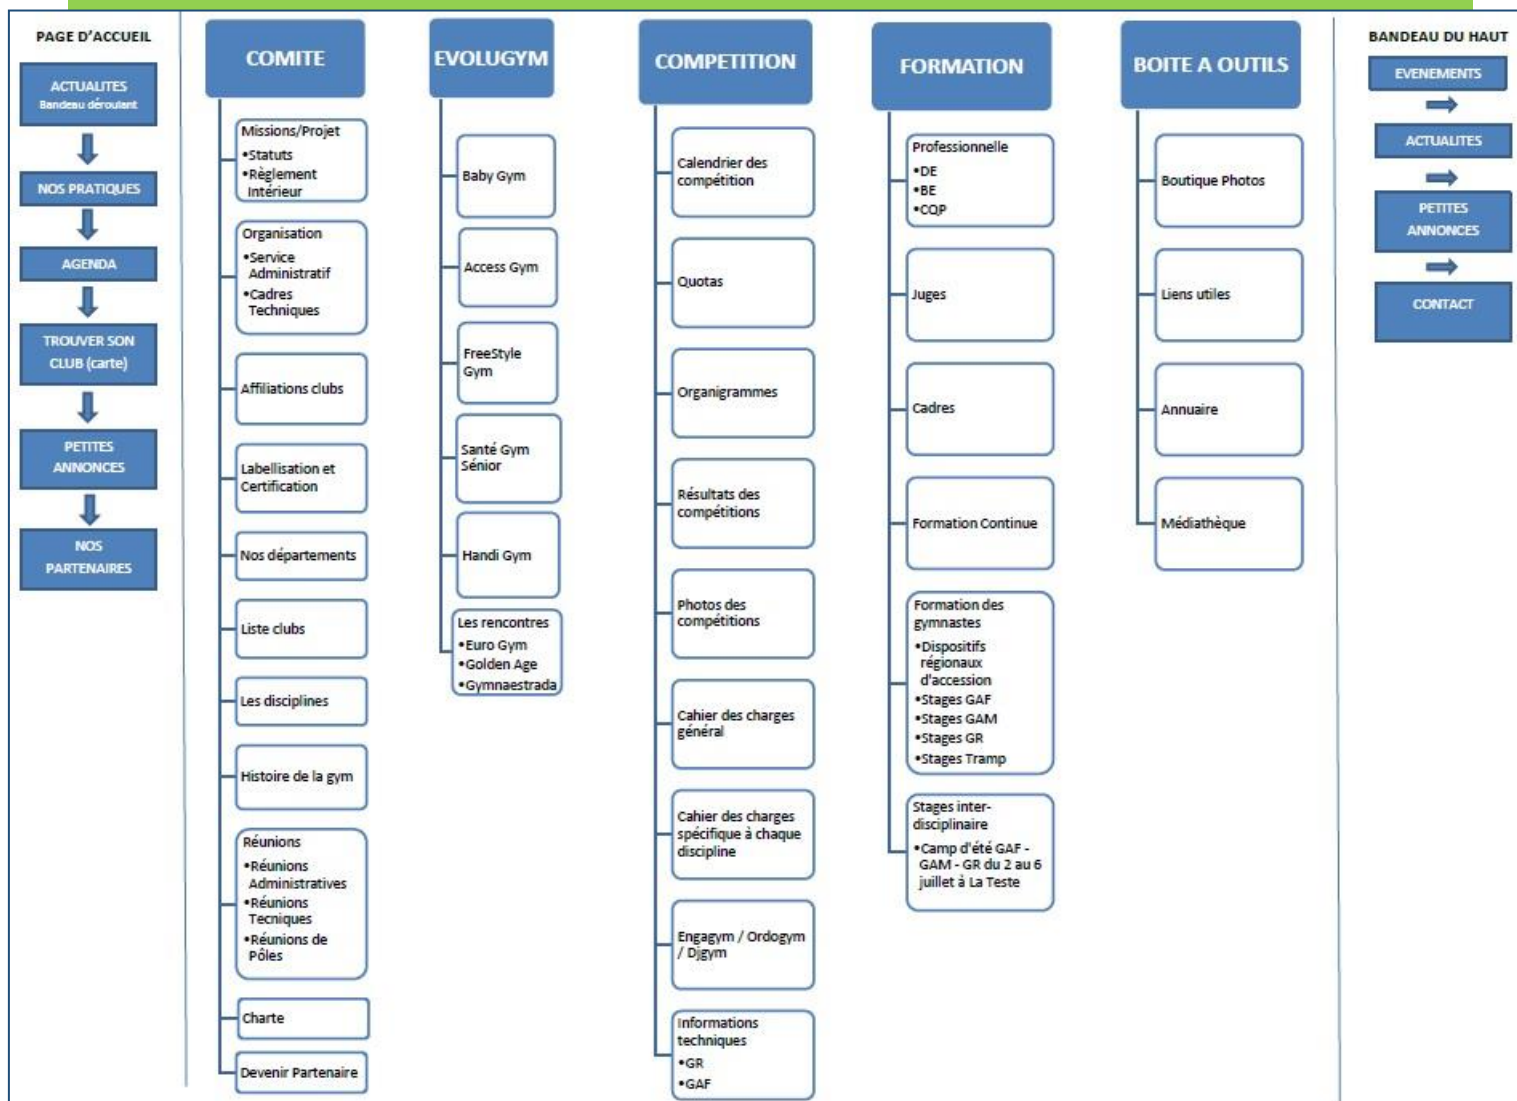 PAGE D'ACCUEIL
ACTUALITES
Bandeau déroulant
NOS PRATIQUES
AGENDA
TROUVER SON
CLUB (carte)
PETITES
ANNONCES
NOS
PARTENAIRES
COMITE
Missions/Projet
•Statuts
•Règlement
Intérieur
Organisation
•Service
Administratif
•Cadres
Techniques
Affiliations clubs
Labellisation et
Certification
Nos départements
Liste clubs
Les disciplines
Histoire de la gym
Réunions
•Réunions
Administratives
•Réunions
Tecniques
•Réunions de
Pôles
Charte
Devenir Partenaire
EVOLUGYM
Baby Gym
Access Gym
FreeStyle
Gym
Santé Gym
Sénior
Handi Gym
Les rencontres
•Euro Gym
•Golden Age
•Gymnaestrada
COMPETITION
Calendrier des
compétition
Quotas
Organigrammes
Résultats des
compétitions
Photos des
compétitions
Cahier des charges
général
Cahier des charges
spécifique à chaque
discipline
Engagym / Ordogym
/ Djgym
Informations
techniques
•GR
•GAF
FORMATION
Professionnelle
•DE
•BE
•CQP
Juges
Cadres
Formation Continue
Formation des
gymnastes
•Dispositifs
régionaux
d'accession
•Stages GAF
•Stages GAM
•Stages GR
•Stages Tramp
Stages inter-
disciplinaire
•Camp d'été GAF -
GAM - GR du 2 au 6
juillet à La Teste
BOITE A OUTILS
Boutique Photos
Liens utiles
Annuaire
Médiathèque
BANDEAU DU HAUT
EVENEMENTS
ACTUALITES
PETITES
ANNONCES
CONTACT